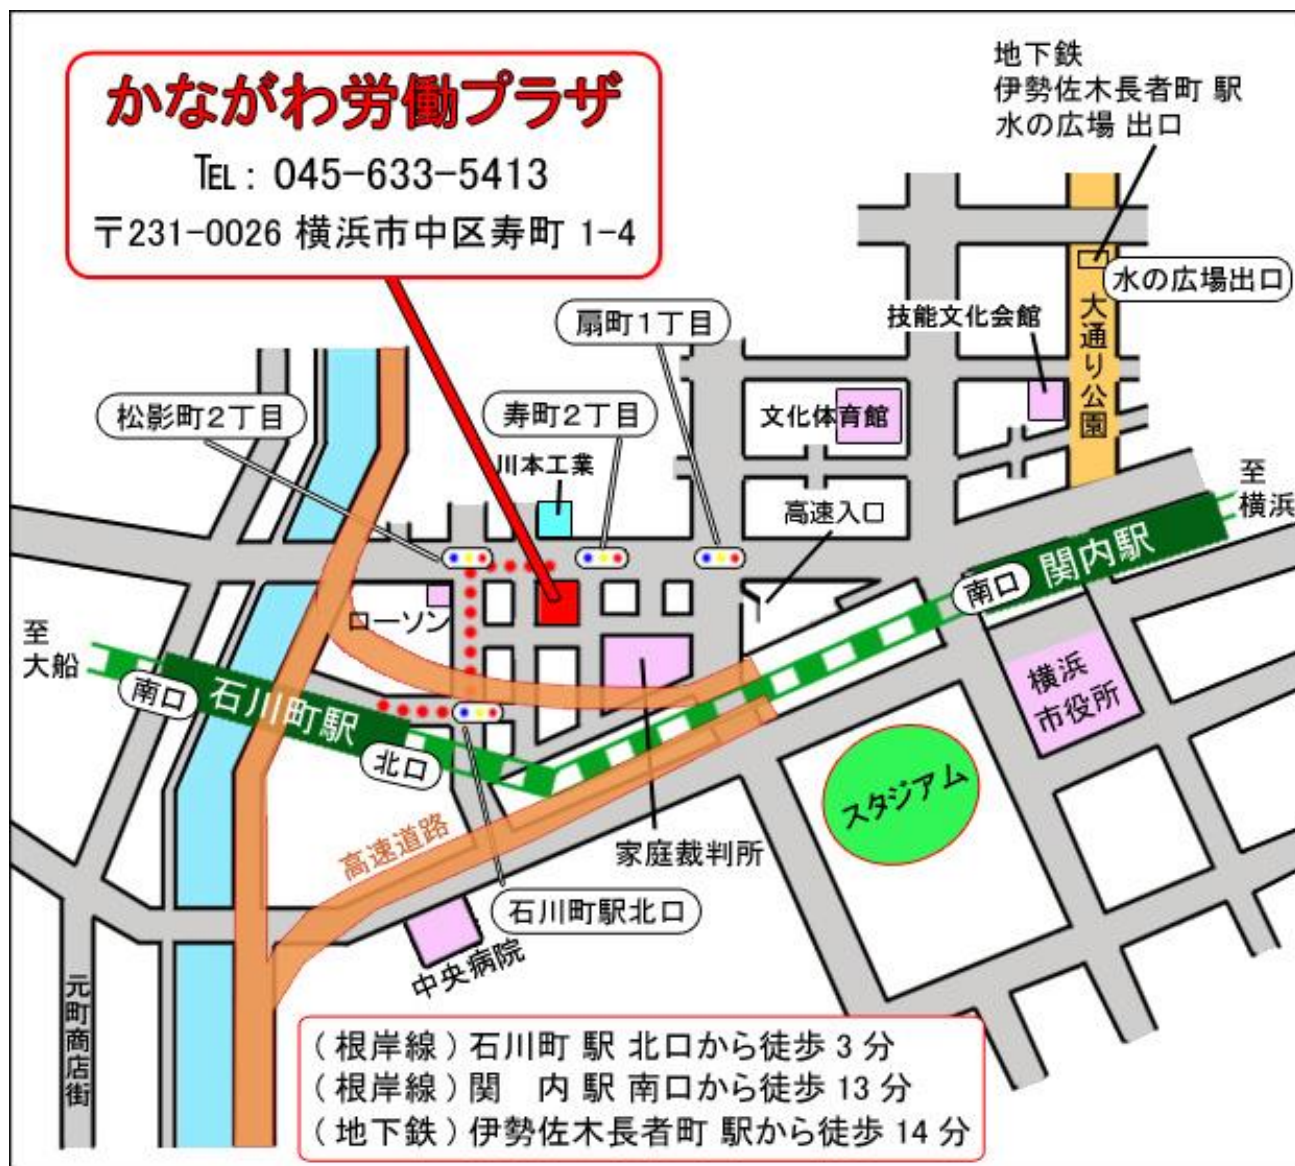 かながわ労働プラザ
TEL: 045-633-5413
〒231-0026 横浜市中区寿町 1-4
地下鉄
伊勢佐木長者町 駅
水の広場 出口
水の広場出口
大通り公園
技能文化会館
扇町1丁目
松影町2丁目
寿町2丁目
川本工業
文化体育館
高速入口
至
横浜
関内駅
南口
ローソン
至
大船
南口
石川町駅
北口
横浜
市役所
スタジアム
高速道路
家庭裁判所
石川町駅北口
中央病院
元町商店街
(根岸線) 石川町 駅 北口から徒歩 3 分
(根岸線) 関 内 駅 南口から徒歩 13 分
(地下鉄) 伊勢佐木長者町 駅から徒歩 14 分